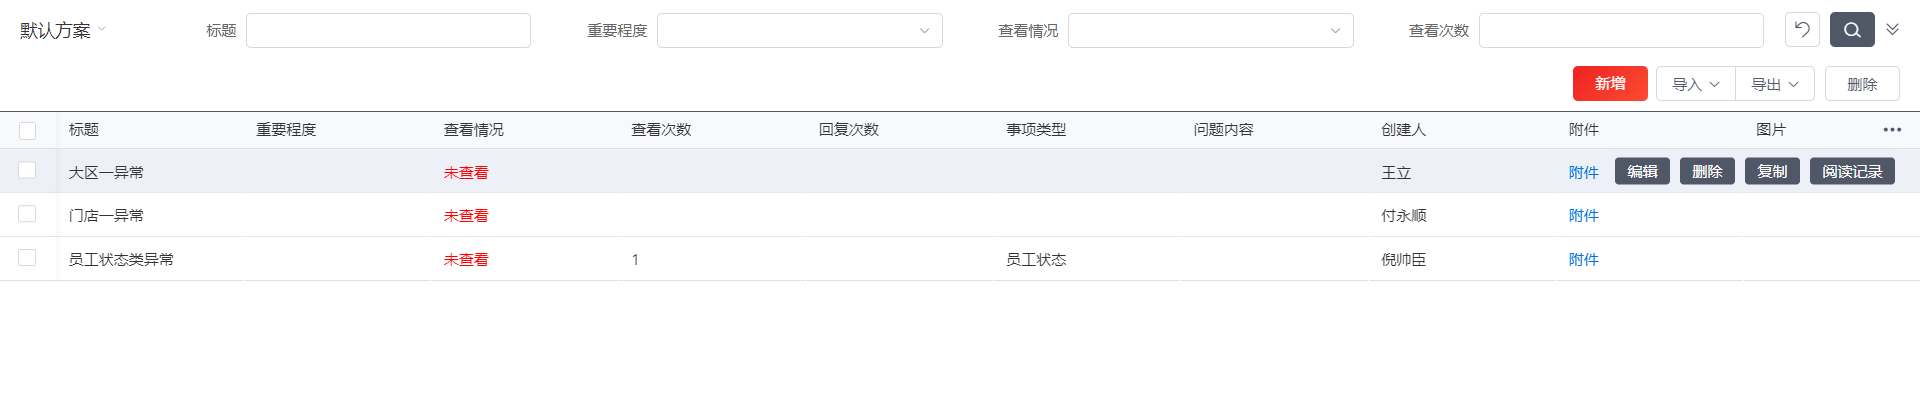 默认方案 标题 重要程度 查看情况 查看次数
新增 导入 导出 删除
标题 重要程度 查看情况 查看次数 回复次数 事项类型 问题内容 创建人 附件 图片
大区一异常 未查看 王立 附件 编辑 删除 复制 阅读记录
门店一异常 未查看 付永顺 附件
员工状态类异常 未查看 1 员工状态 倪帅臣 附件